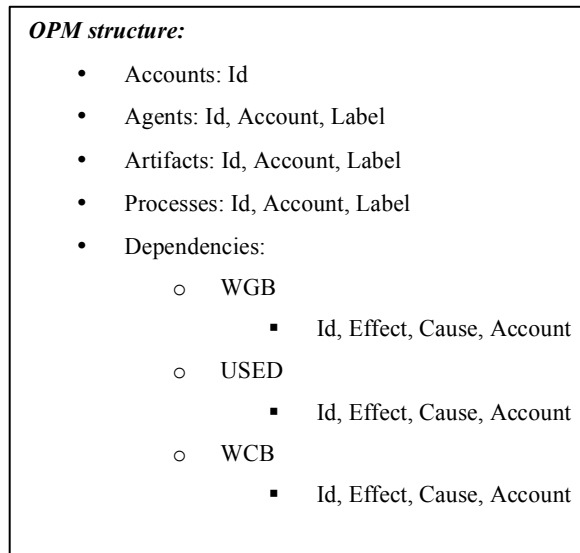 OPM structure:
• Accounts: Id
• Agents: Id, Account, Label
• Artifacts: Id, Account, Label
• Processes: Id, Account, Label
• Dependencies:
o WGB
▪ Id, Effect, Cause, Account
o USED
▪ Id, Effect, Cause, Account
o WCB
▪ Id, Effect, Cause, Account